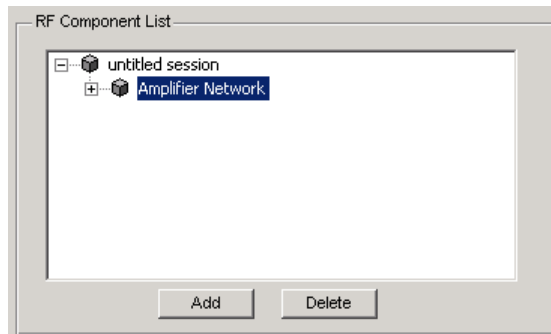 RF Component List
untitled session
Amplifier Network
Add Delete